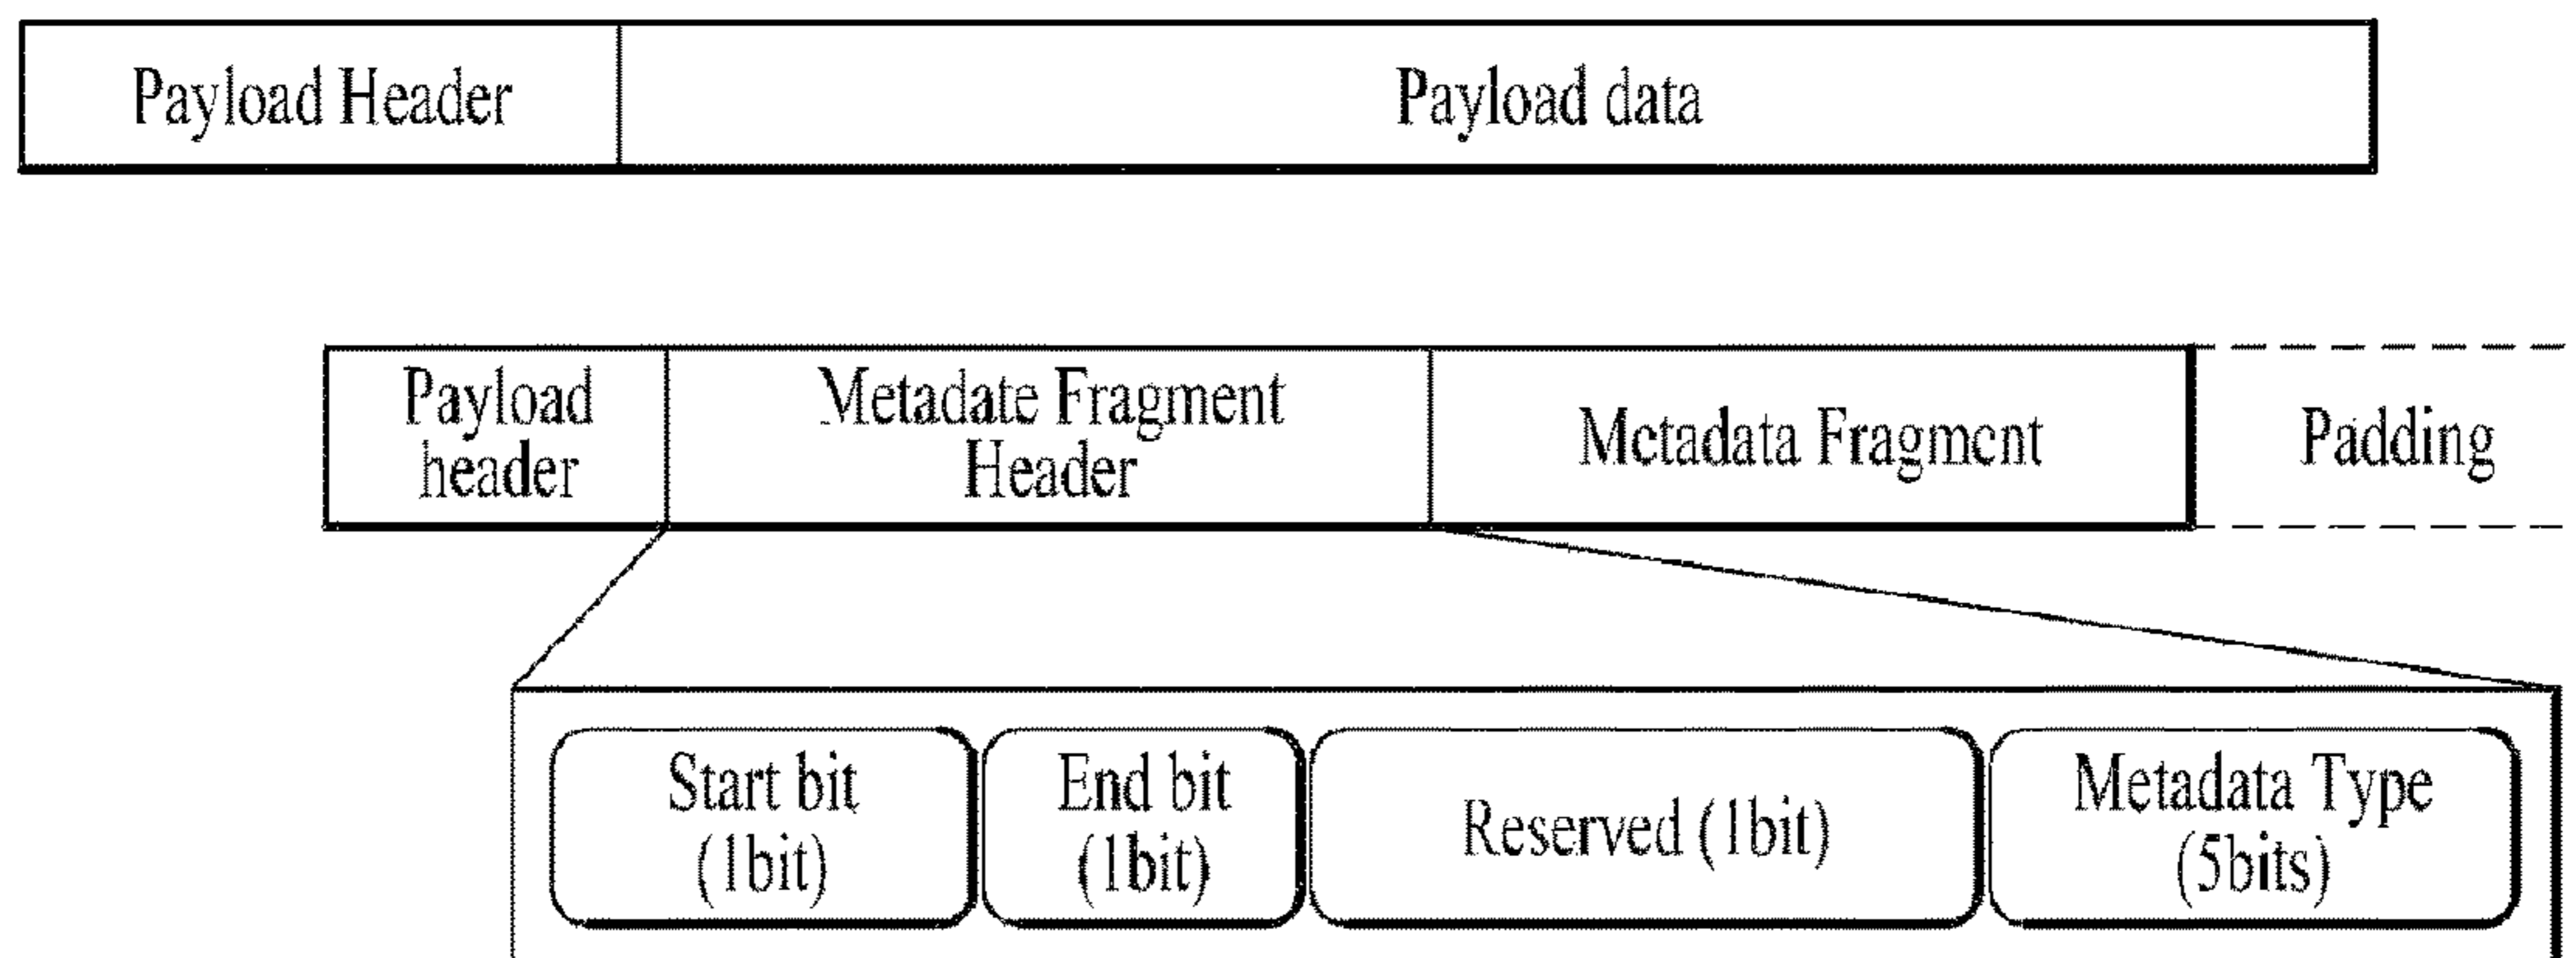 Payload Header
Payload data
Payload
header
Metadate Fragment
Header
Metadata Fragment
Padding
Start bit
(1bit)
End bit
(1bit)
Reserved (1bit)
Metadata Type
(5bits)